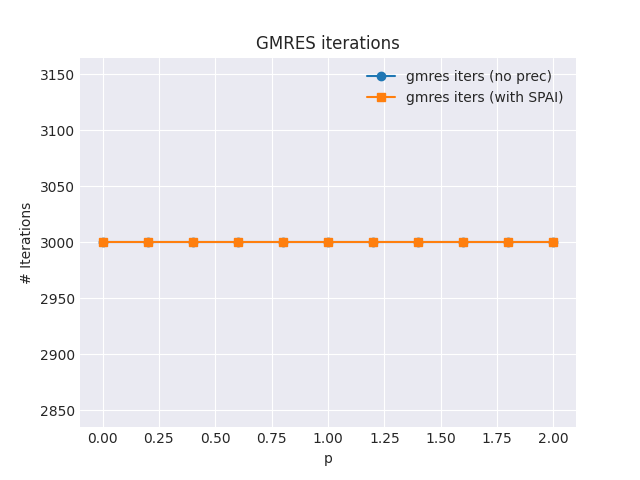 GMRES iterations
gmres iters (no prec)
gmres iters (with SPAI)
# Iterations
3150
3100
3050
3000
2950
2900
2850
0.00 0.25 0.50 0.75 1.00 1.25 1.50 1.75 2.00
p